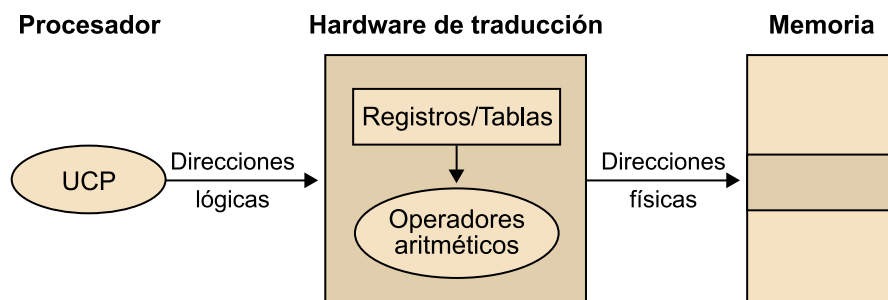 Procesador
Hardware de traducción
Memoria
Registros/Tablas
UCP
Direcciones
lógicas
Operadores
aritméticos
Direcciones
físicas